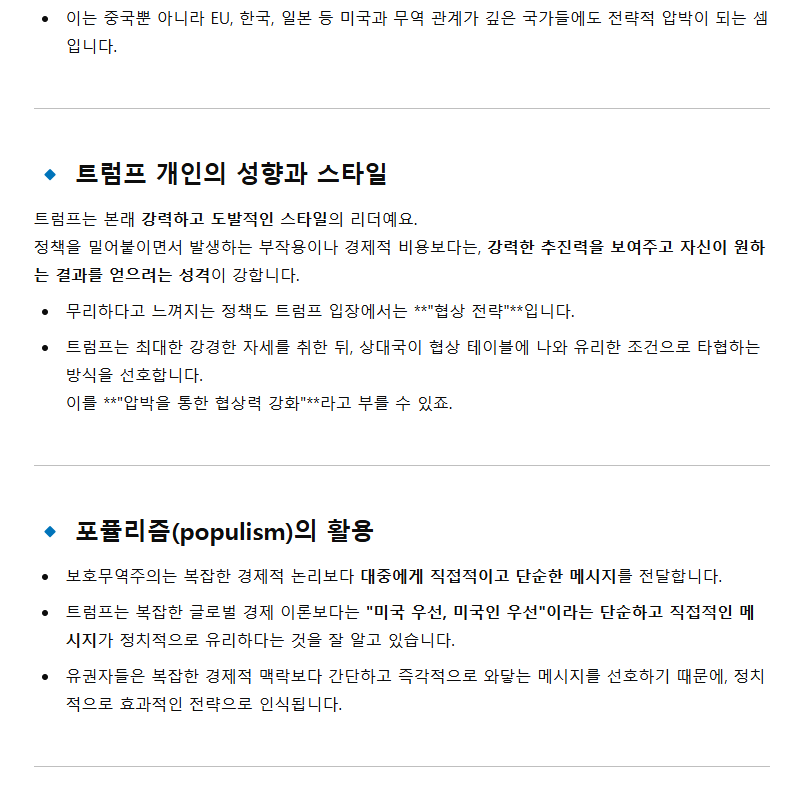 이는 중국뿐 아니라 EU, 한국, 일본 등 미국과 무역 관계가 깊은 국가들에도 전략적 압박이 되는 셈
입니다.
트럼프 개인의 성향과 스타일
트럼프는 본래 강력하고 도발적인 스타일의 리더예요.
정책을 밀어붙이면서 발생하는 부작용이나 경제적 비용보다는, 강력한 추진력을 보여주고 자신이 원하
는 결과를 얻으려는 성격이 강합니다.
무리하다고 느껴지는 정책도 트럼프 입장에서는 **"협상 전략"**입니다.
트럼프는 최대한 강경한 자세를 취한 뒤, 상대국이 협상 테이블에 나와 유리한 조건으로 타협하는
방식을 선호합니다.
이를 **"압박을 통한 협상력 강화"**라고 부를 수 있죠.
포퓰리즘(populism)의 활용
보호무역주의는 복잡한 경제적 논리보다 대중에게 직접적이고 단순한 메시지를 전달합니다.
트럼프는 복잡한 글로벌 경제 이론보다는 "미국 우선, 미국인 우선"이라는 단순하고 직접적인 메
시지가 정치적으로 유리하다는 것을 잘 알고 있습니다.
유권자들은 복잡한 경제적 맥락보다 간단하고 즉각적으로 와닿는 메시지를 선호하기 때문에, 정치
적으로 효과적인 전략으로 인식됩니다.